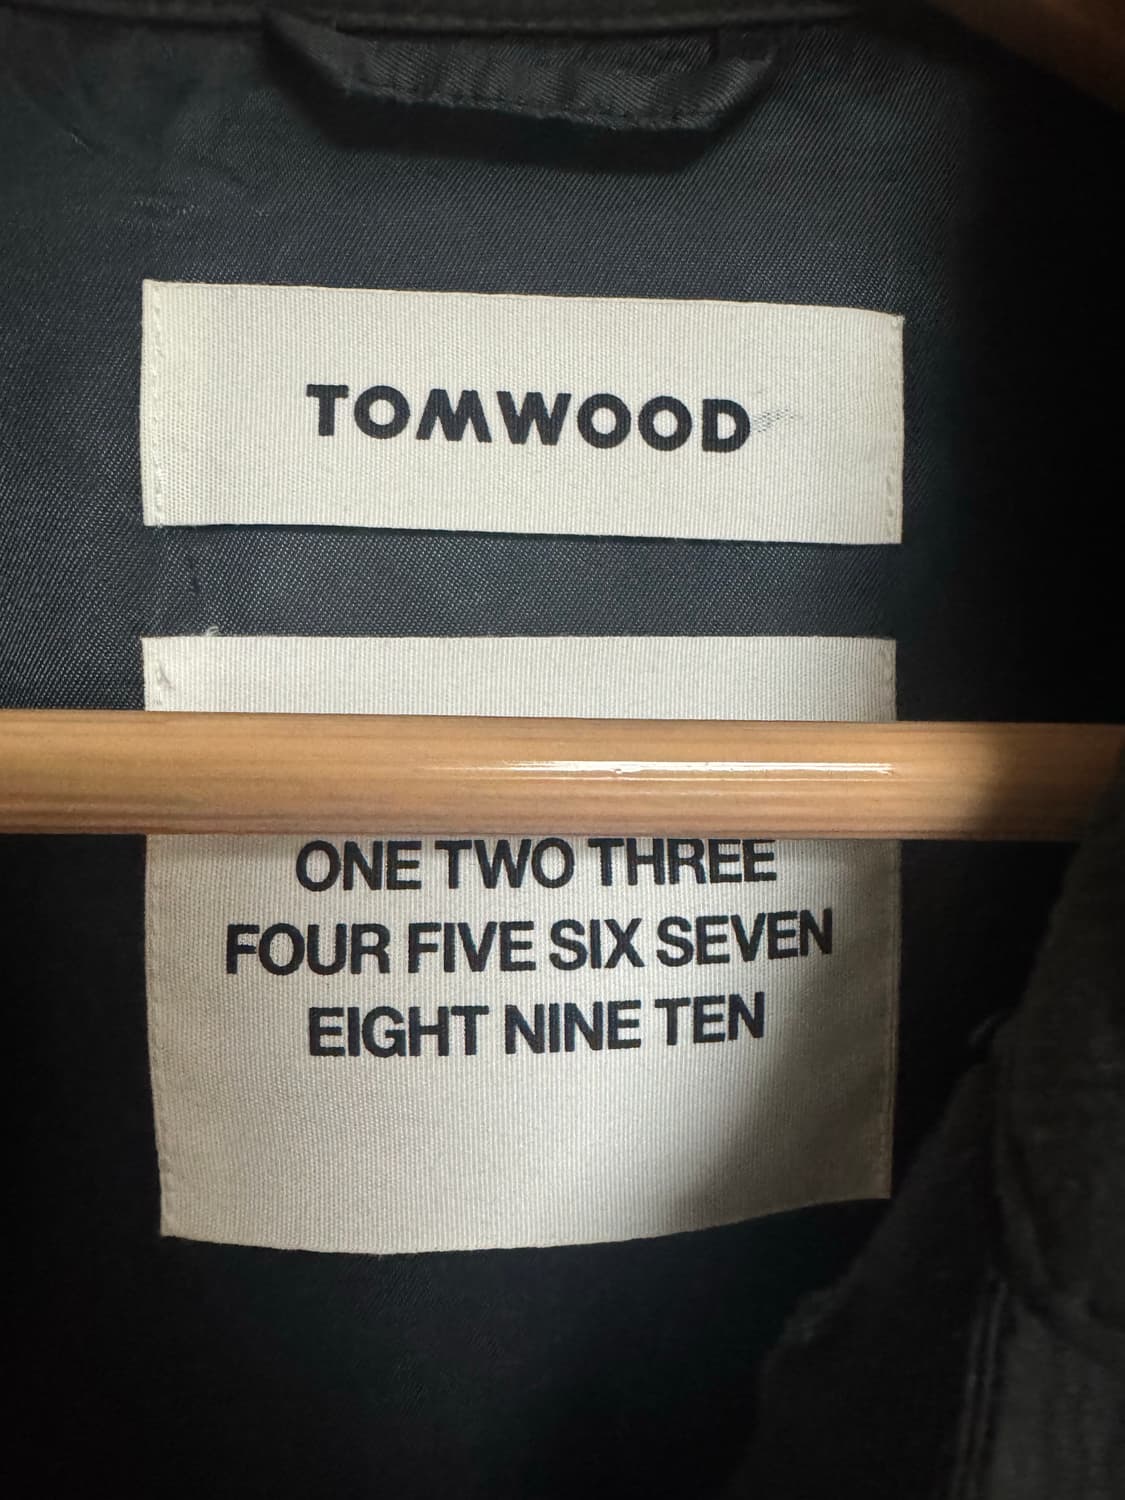 TOMWOOD
ONE TWO THREE
FOUR FIVE SIX SEVEN
EIGHT NINE TEN